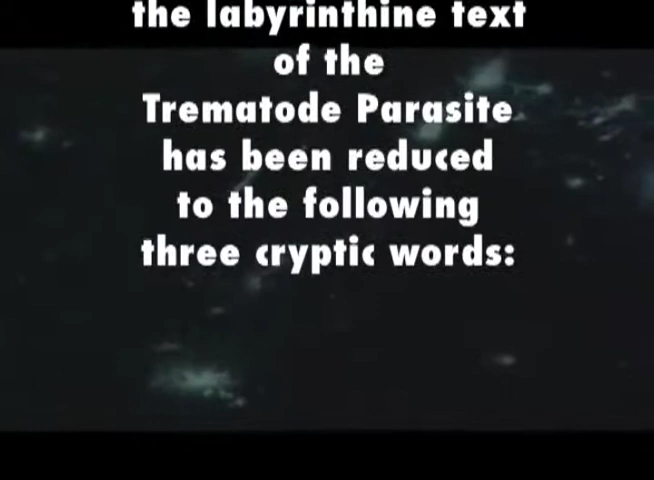 the labyrinthine text
of the
Trematode Parasite
has been reduced
to the following
three cryptic words: